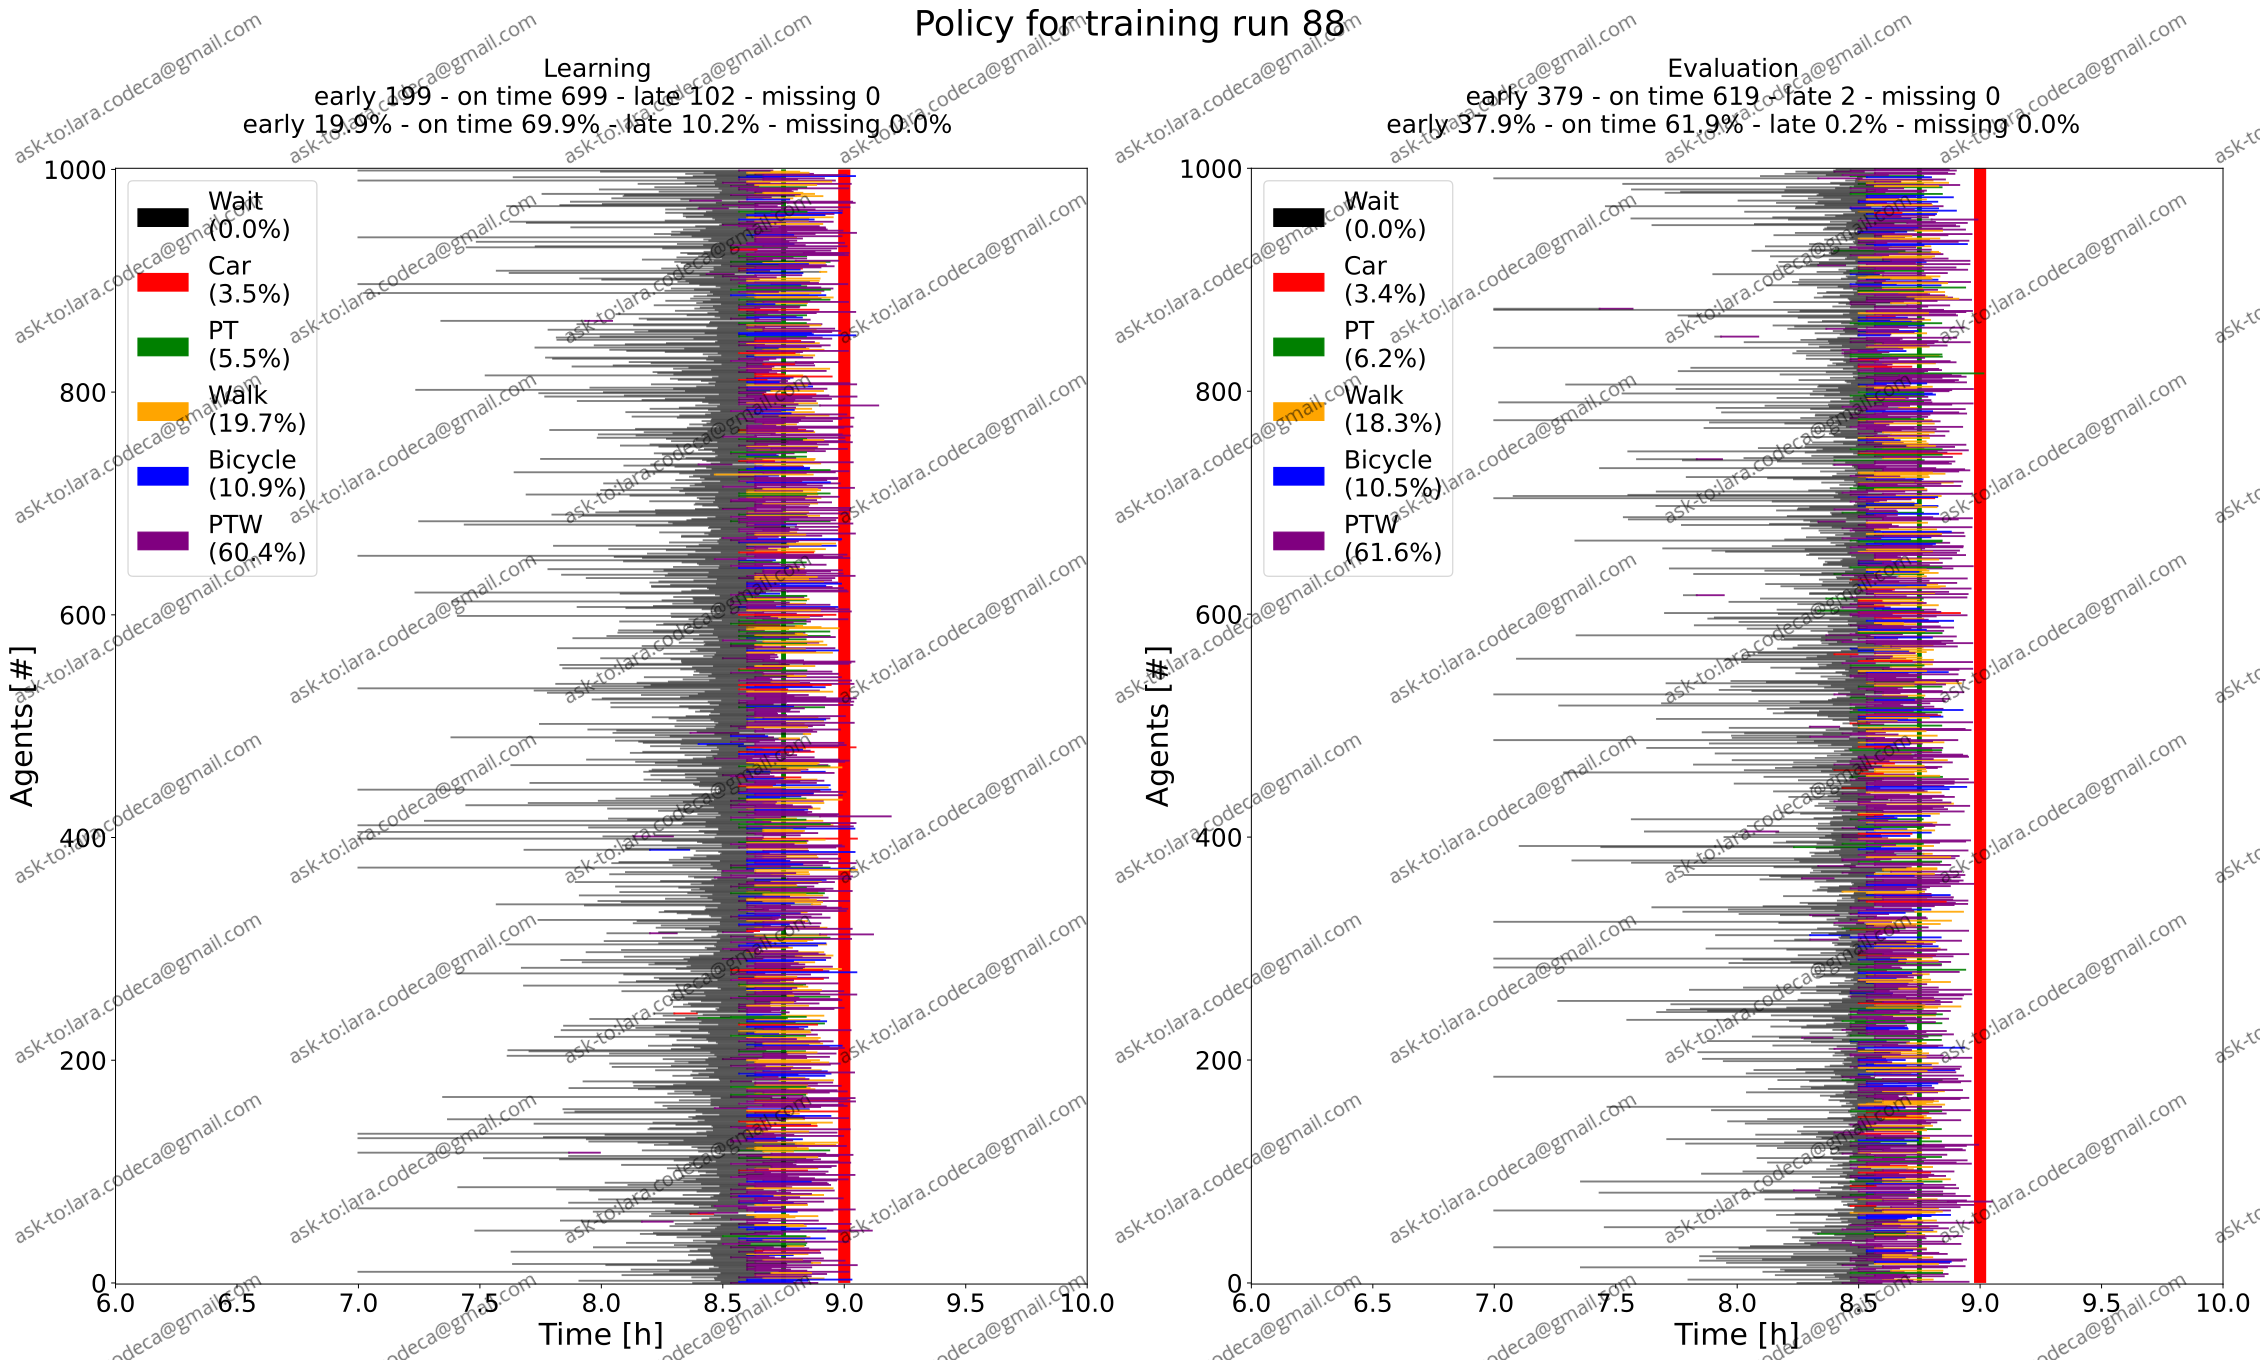 Policy for training run 88
Learning
early 199 - on time 699 - late 102 - missing 0
early 19.9% - on time 69.9% - late 10.2% - missing 0.0%
1000
800
600
400
200
0
Agents [#]
Wait
(0.0%)
Car
(3.5%)
PT
(5.5%)
Walk
(19.7%)
Bicycle
(10.9%)
PTW
(60.4%)
6.0 6.5 7.0 7.5 8.0 8.5 9.0 9.5 10.0
Time [h]
Evaluation
early 379 - on time 619 - late 2 - missing 0
early 37.9% - on time 61.9% - late 0.2% - missing 0.0%
1000
800
600
400
200
0
Agents [#]
Wait
(0.0%)
Car
(3.4%)
PT
(6.2%)
Walk
(18.3%)
Bicycle
(10.5%)
PTW
(61.6%)
6.0 6.5 7.0 7.5 8.0 8.5 9.0 9.5 10.0
Time [h]
ask-to:lara.codeca@gmail.com